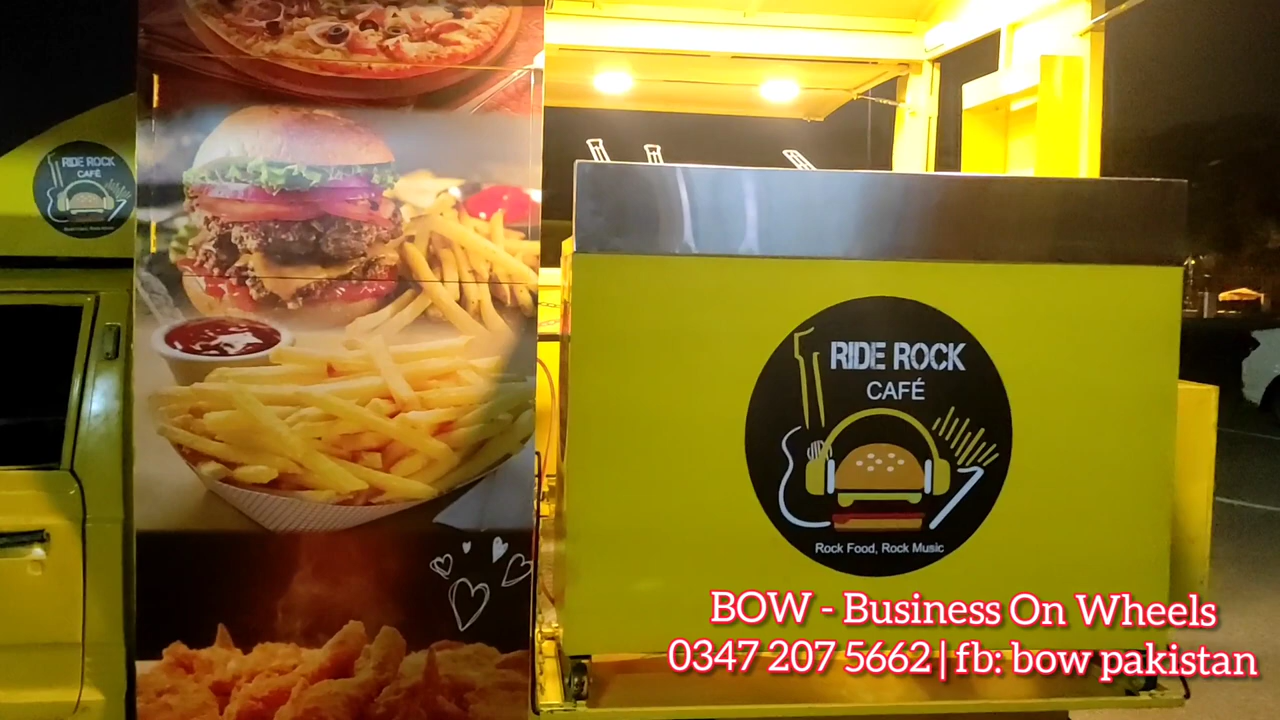 RIDE ROCK
CAFÉ
RIDE ROCK
CAFÉ
Rock Food, Rock Music
BOW - Business On Wheels
0347 207 5662 | fb: bow pakistan